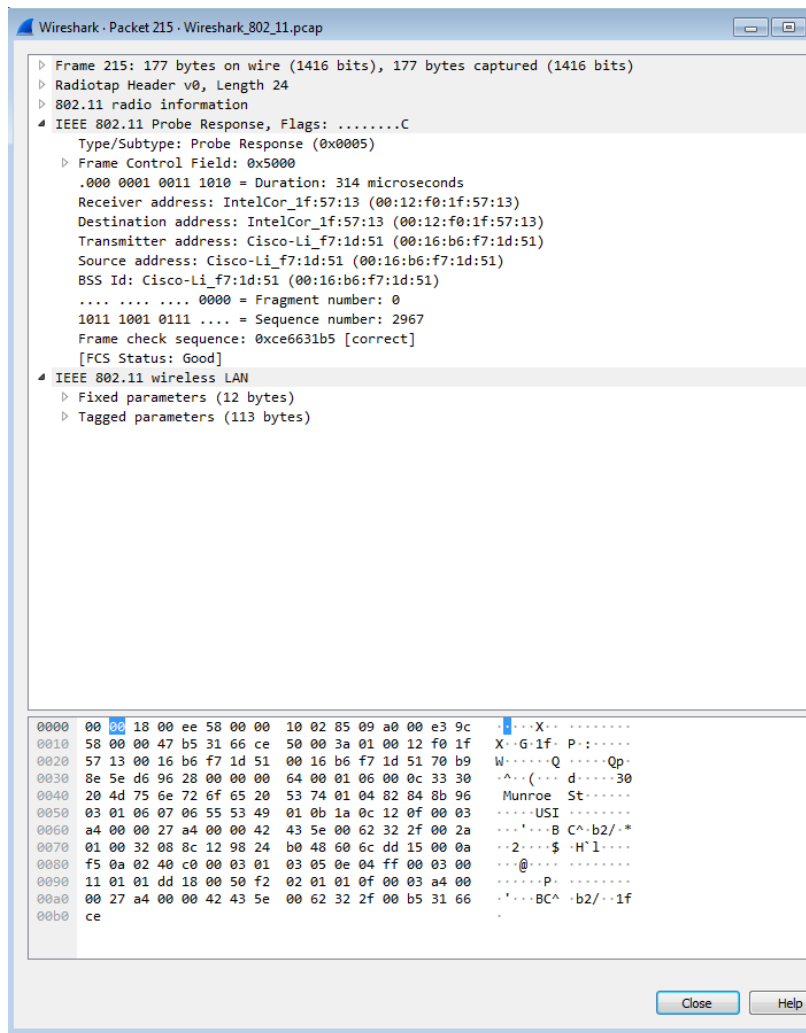 Wireshark · Packet 215 · Wireshark_802_11.pcap
Frame 215: 177 bytes on wire (1416 bits), 177 bytes captured (1416 bits)
Radiotap Header v0, Length 24
802.11 radio information
IEEE 802.11 Probe Response, Flags: ........C
Type/Subtype: Probe Response (0x0005)
Frame Control Field: 0x5000
.000 0001 0011 1010 = Duration: 314 microseconds
Receiver address: IntelCor_1f:57:13 (00:12:f0:1f:57:13)
Destination address: IntelCor_1f:57:13 (00:12:f0:1f:57:13)
Transmitter address: Cisco-Li_f7:1d:51 (00:16:b6:f7:1d:51)
Source address: Cisco-Li_f7:1d:51 (00:16:b6:f7:1d:51)
BSS Id: Cisco-Li_f7:1d:51 (00:16:b6:f7:1d:51)
.... .... .... 0000 = Fragment number: 0
1011 1001 0111 .... = Sequence number: 2967
Frame check sequence: 0xce6631b5 [correct]
[FCS Status: Good]
IEEE 802.11 wireless LAN
Fixed parameters (12 bytes)
Tagged parameters (113 bytes)
0000 00 00 18 00 ee 58 00 00 10 02 85 09 a0 00 e3 9c ·····X·· ········
0010 58 00 00 47 b5 31 66 ce 50 00 3a 01 00 12 f0 1f X··G·1f· P·:·····
0020 57 13 00 16 b6 f7 1d 51 00 16 b6 f7 1d 51 70 b9 W······Q ·····Qp·
0030 8e 5e d6 96 28 00 00 00 64 00 01 06 00 0c 33 30 ·^··(··· d·····30
0040 20 4d 75 6e 72 6f 65 20 53 74 01 04 82 84 8b 96 Munroe St······
0050 03 01 06 07 06 55 53 49 01 0b 1a 0c 12 0f 00 03 ·····USI ········
0060 a4 00 00 27 a4 00 00 42 43 5e 00 62 32 2f 00 2a ···'···B C^·b2/·*
0070 01 00 32 08 8c 12 98 24 b0 48 60 6c dd 15 00 0a ··2····$ ·H`l····
0080 f5 0a 02 40 c0 00 03 01 03 05 0e 04 ff 00 03 00 ···@···· ········
0090 11 01 01 dd 18 00 50 f2 02 01 01 0f 00 03 a4 00 ······P· ········
00a0 00 27 a4 00 00 42 43 5e 00 62 32 2f 00 b5 31 66 ·'···BC^ ·b2/··1f
00b0 ce ·
Close Help